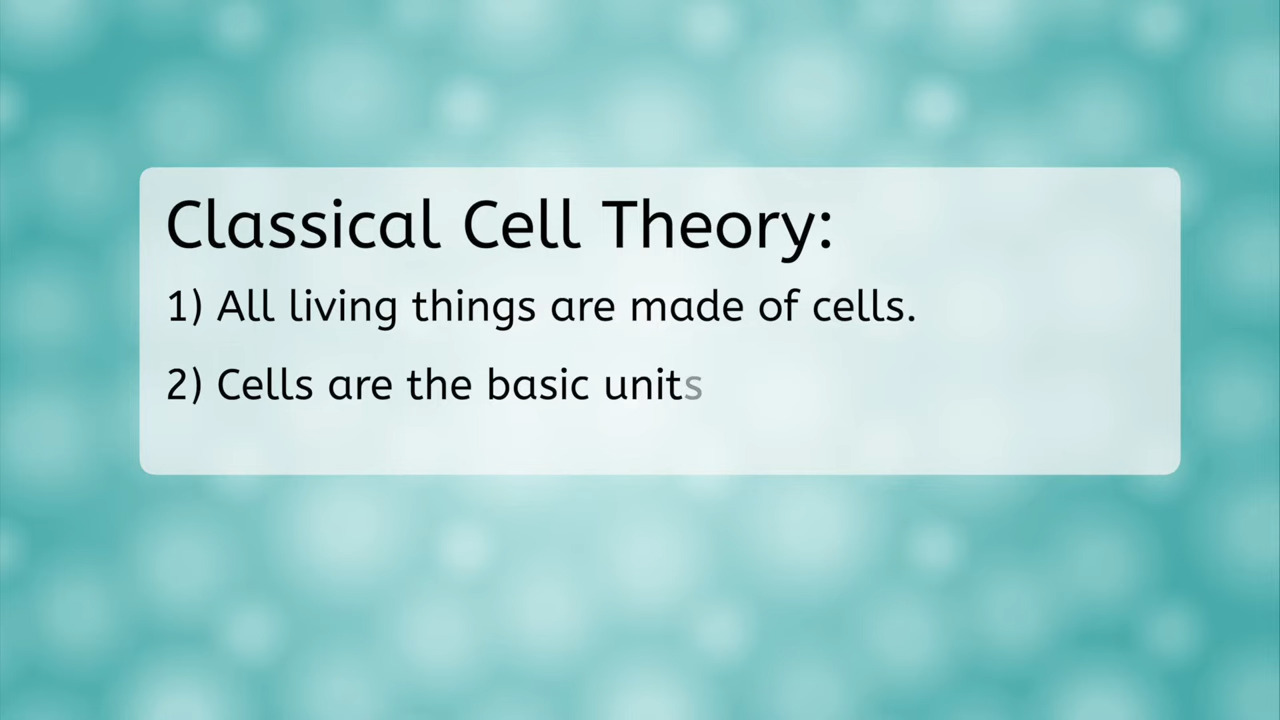 Classical Cell Theory:
1) All living things are made of cells.
2) Cells are the basic units